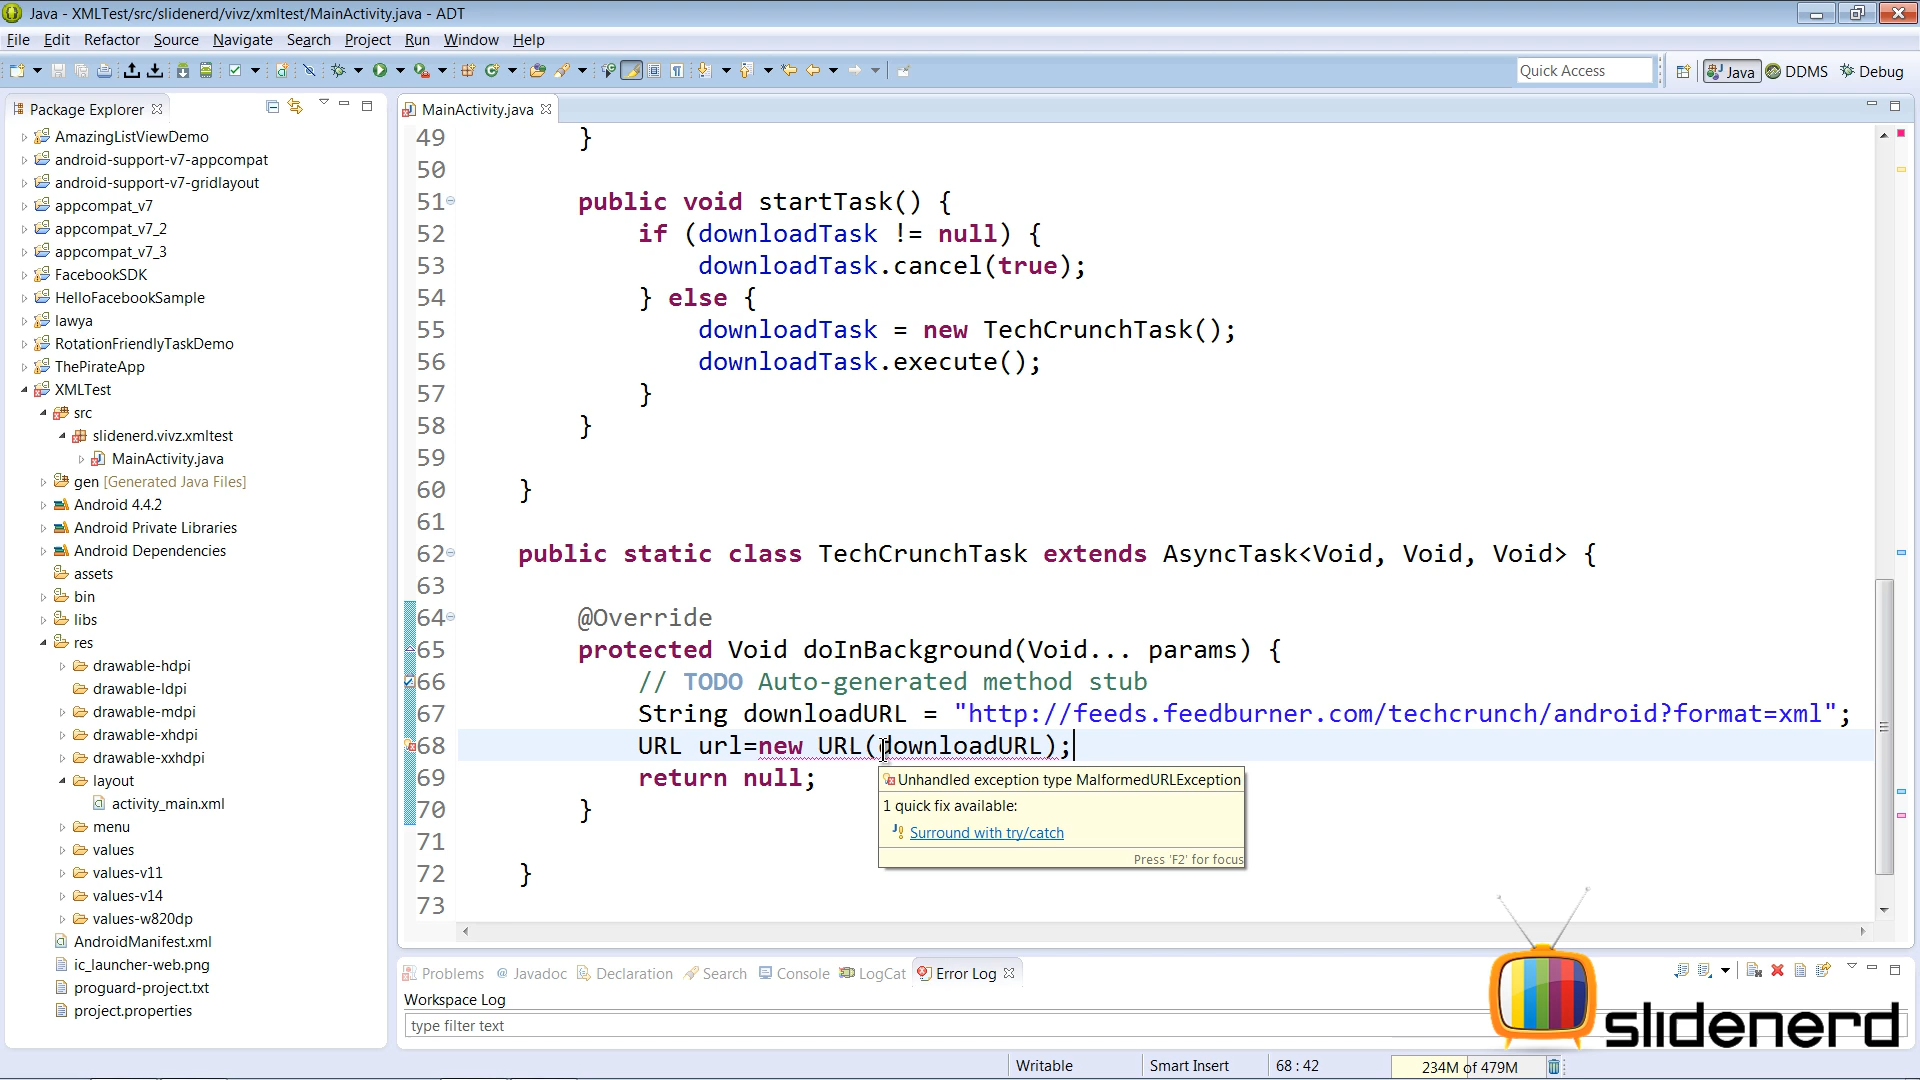 Java - XMLTest/src/slidenerd/vivz/xmltest/MainActivity.java - ADT
File Edit Refactor Source Navigate Search Project Run Window Help
Quick Access
Java DDMS Debug
Package Explorer
AmazingListViewDemo
android-support-v7-appcompat
android-support-v7-gridlayout
appcompat_v7
appcompat_v7_2
appcompat_v7_3
FacebookSDK
HelloFacebookSample
lawya
RotationFriendlyTaskDemo
ThePirateApp
XMLTest
src
slidenerd.vivz.xmltest
MainActivity.java
gen [Generated Java Files]
Android 4.4.2
Android Private Libraries
Android Dependencies
assets
bin
libs
res
drawable-hdpi
drawable-ldpi
drawable-mdpi
drawable-xhdpi
drawable-xxhdpi
layout
activity_main.xml
menu
values
values-v11
values-v14
values-w820dp
AndroidManifest.xml
ic_launcher-web.png
proguard-project.txt
project.properties
MainActivity.java
49 }
50
51 public void startTask() {
52 if (downloadTask != null) {
53 downloadTask.cancel(true);
54 } else {
55 downloadTask = new TechCrunchTask();
56 downloadTask.execute();
57 }
58 }
59
60 }
61
62 public static class TechCrunchTask extends AsyncTask<Void, Void, Void> {
63
64 @Override
65 protected Void doInBackground(Void... params) {
66 // TODO Auto-generated method stub
67 String downloadURL = "http://feeds.feedburner.com/techcrunch/android?format=xml";
68 URL url=new URL(downloadURL);
69 return null;
70 }
71
72 }
73
Unhandled exception type MalformedURLException
1 quick fix available:
Surround with try/catch
Press 'F2' for focus
Problems @ Javadoc Declaration Search Console LogCat Error Log
Workspace Log
type filter text
slidenerd
Writable Smart Insert 68 : 42 234M of 479M